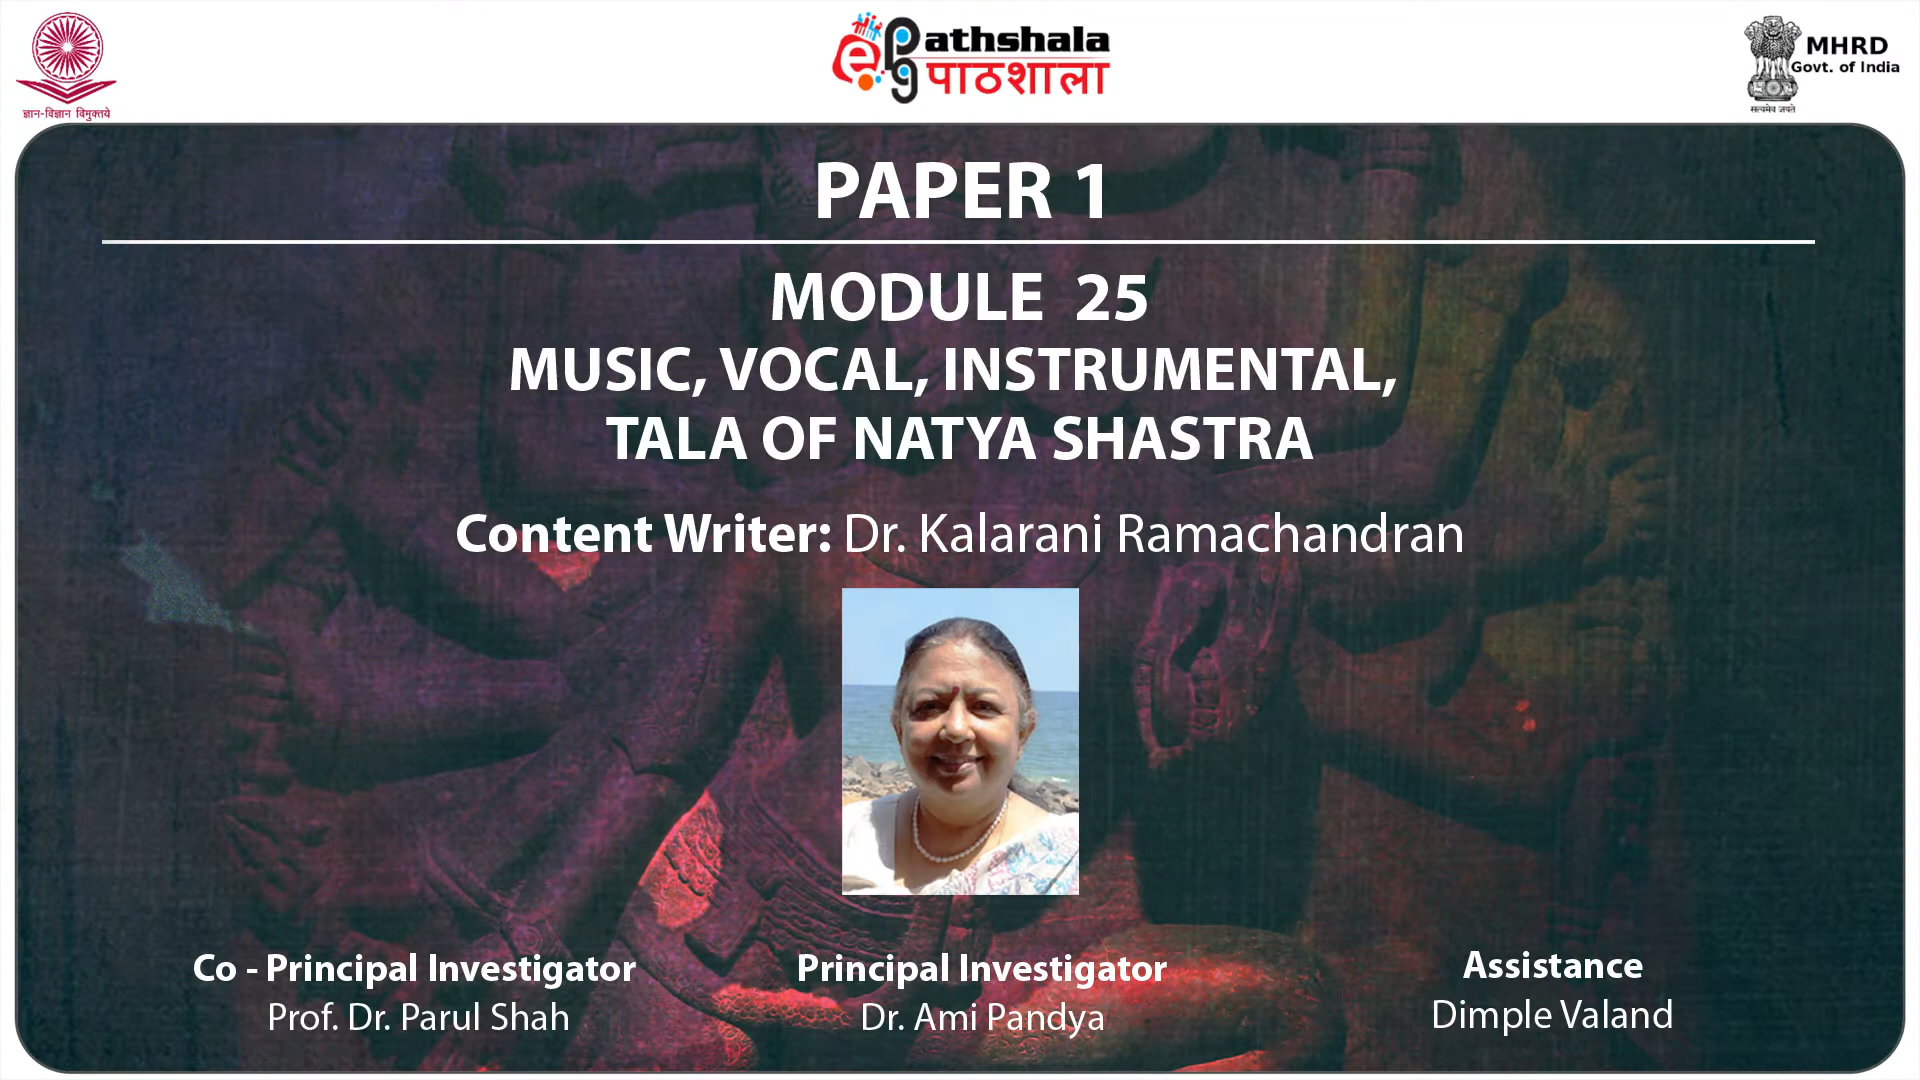 ज्ञान-विज्ञान विमुक्तये
ePG Pathshala
पाठशाला
MHRD
Govt. of India
सत्यमेव जयते
PAPER 1
MODULE 25
MUSIC, VOCAL, INSTRUMENTAL,
TALA OF NATYA SHASTRA
Content Writer: Dr. Kalarani Ramachandran
Co - Principal Investigator
Prof. Dr. Parul Shah
Principal Investigator
Dr. Ami Pandya
Assistance
Dimple Valand